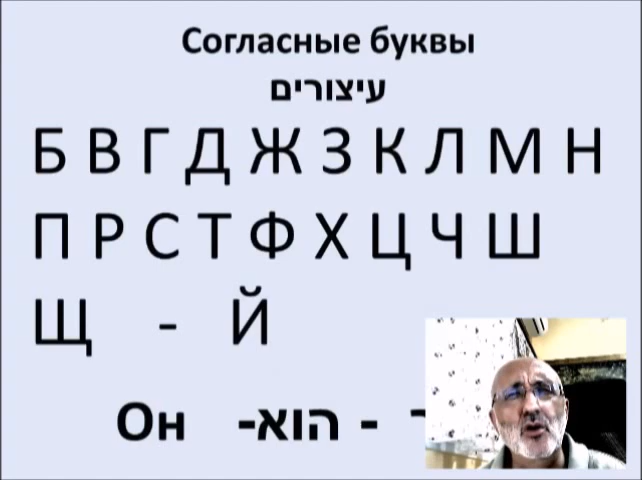 Согласные буквы
עיצורים
Б В Г Д Ж З К Л М Н
П Р С Т Ф Х Ц Ч Ш
Щ - Й
Он -הוא -